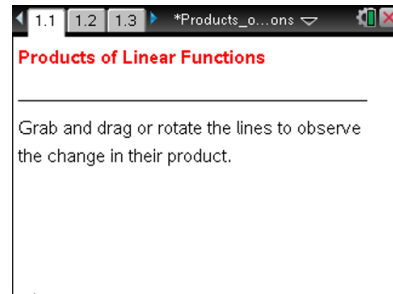 1.1 1.2 1.3 *Products_o...ons
Products of Linear Functions
Grab and drag or rotate the lines to observe
the change in their product.